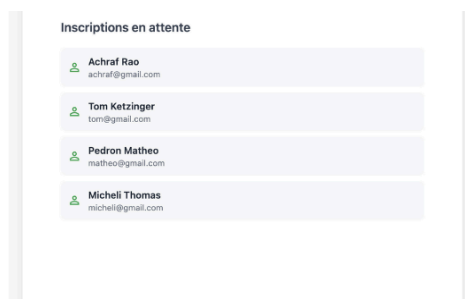 Inscriptions en attente
Achraf Rao
achraf@gmail.com
Tom Ketzinger
tom@gmail.com
Pedron Matheo
matheo@gmail.com
Micheli Thomas
micheli@gmail.com